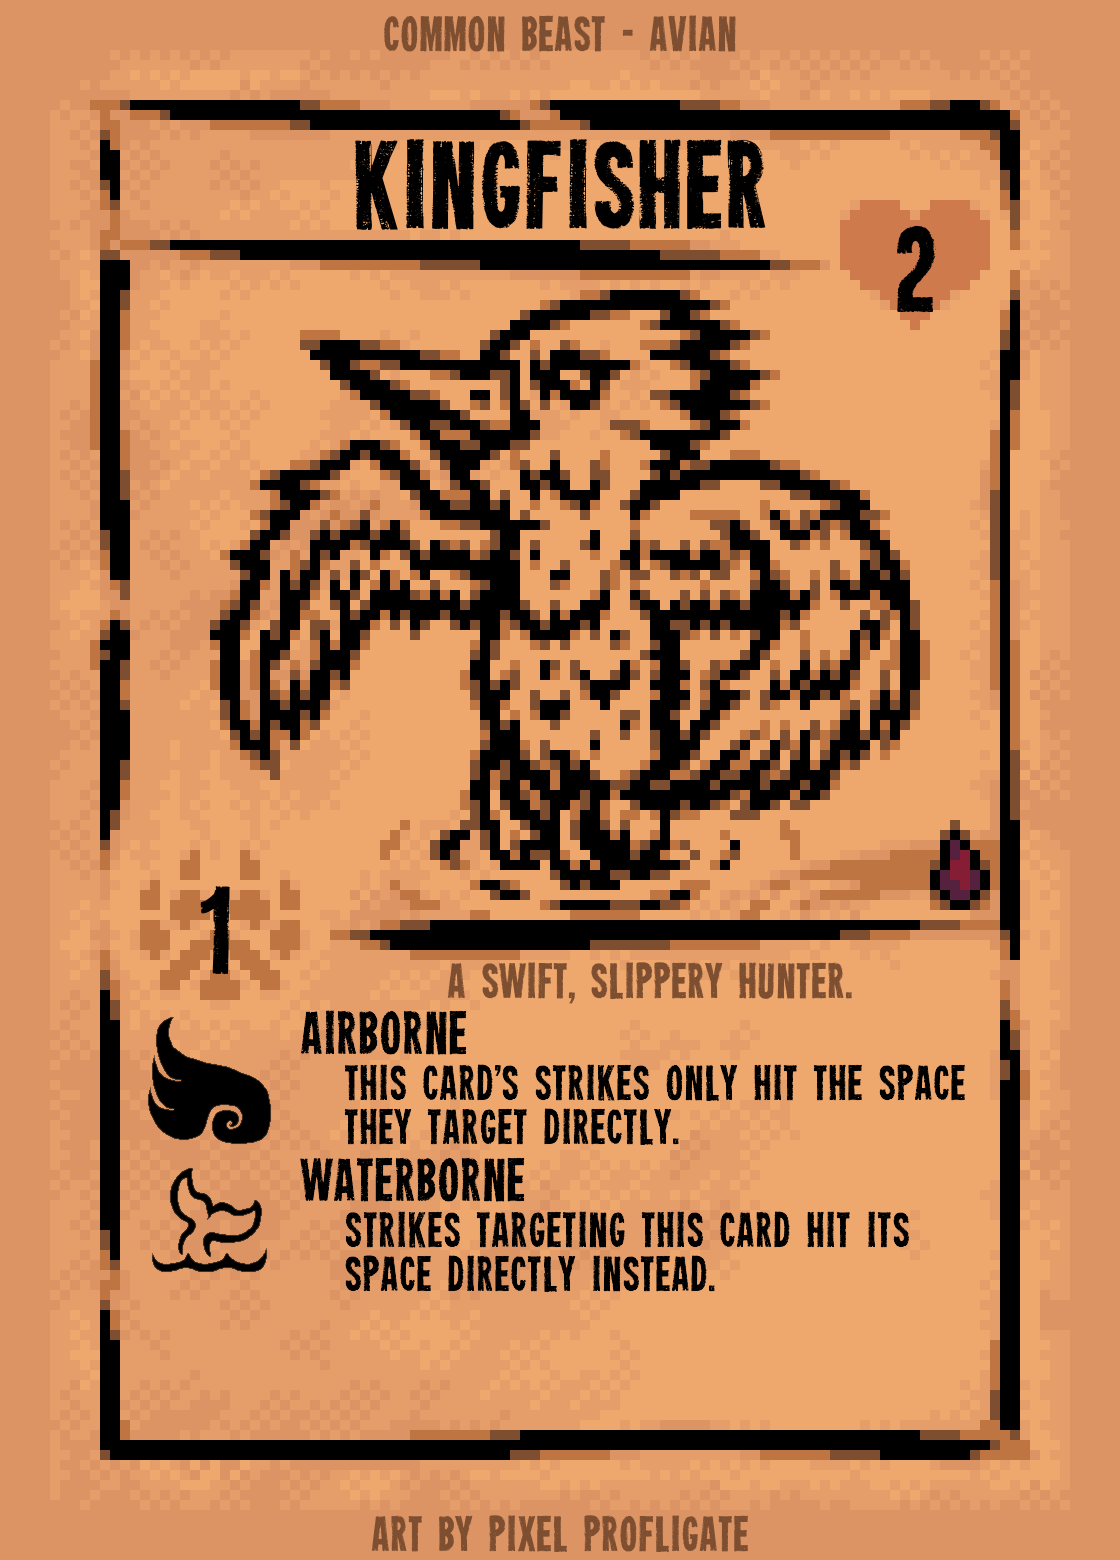 COMMON BEAST - AVIAN
KINGFISHER
2
1
A SWIFT, SLIPPERY HUNTER.
AIRBORNE
THIS CARD'S STRIKES ONLY HIT THE SPACE
THEY TARGET DIRECTLY.
WATERBORNE
STRIKES TARGETING THIS CARD HIT ITS
SPACE DIRECTLY INSTEAD.
ART BY PIXEL PROFLIGATE